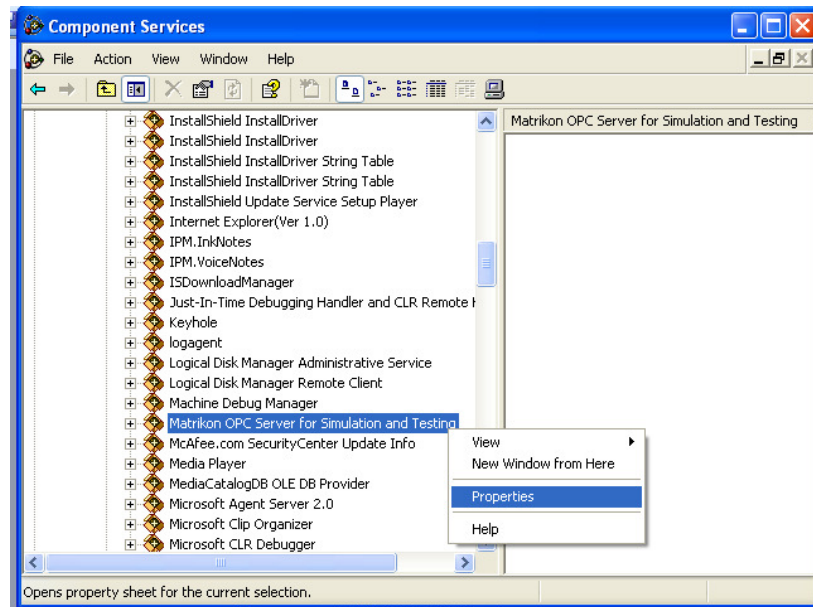 Component Services
File Action View Window Help
Matrikon OPC Server for Simulation and Testing
InstallShield InstallDriver
InstallShield InstallDriver
InstallShield InstallDriver String Table
InstallShield InstallDriver String Table
InstallShield Update Service Setup Player
Internet Explorer(Ver 1.0)
IPM.InkNotes
IPM.VoiceNotes
ISDownloadManager
Just-In-Time Debugging Handler and CLR Remote
Keyhole
logagent
Logical Disk Manager Administrative Service
Logical Disk Manager Remote Client
Machine Debug Manager
Matrikon OPC Server for Simulation and Testing
McAfee.com SecurityCenter Update Info
Media Player
MediaCatalogDB OLE DB Provider
Microsoft Agent Server 2.0
Microsoft Clip Organizer
Microsoft CLR Debugger
View
New Window from Here
Properties
Help
Opens property sheet for the current selection.